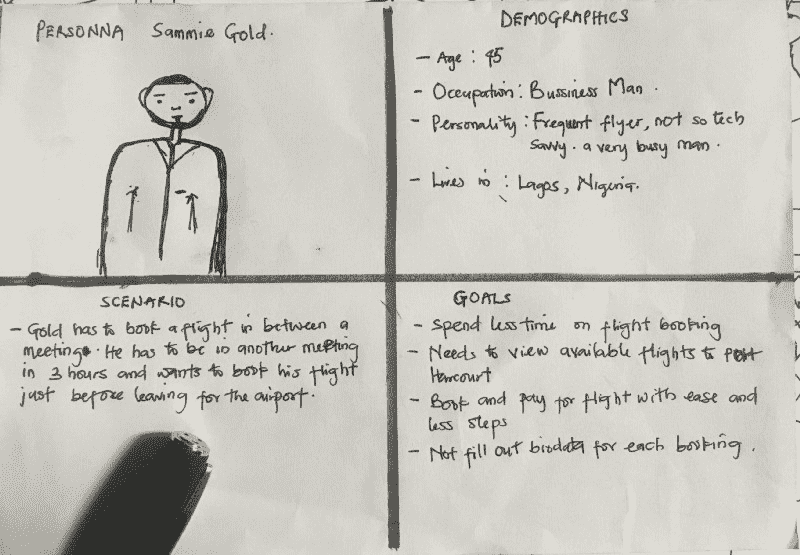 PERSONNA Sammie Gold.
DEMOGRAPHICS
- Age : 45
- Occupation : Bussiness Man .
- Personality : Frequent flyer, not so tech
savvy . a very busy man .
- Lives in : Lagos, Nigeria.
SCENARIO
- Gold has to book a flight in between a
meeting. He has to be in another meeting
in 3 hours and wants to book his flight
just before leaving for the airport.
GOALS
- Spend less time on flight booking
- Needs to view available flights to Port
Harcourt
- Book and pay for flight with ease and
less steps
- Not fill out biodata for each booking .